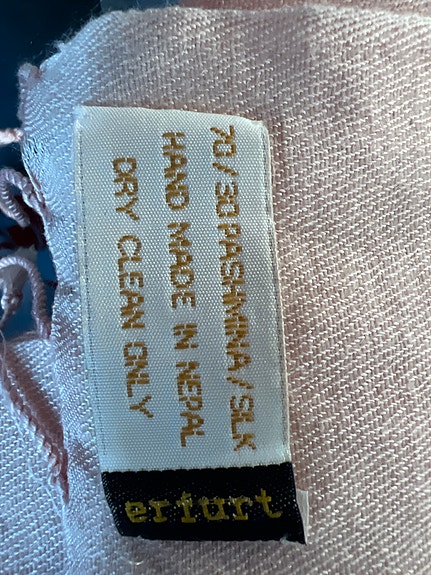 70/30 PASHMINA/SILK
HAND MADE IN NEPAL
DRY CLEAN ONLY
erfurt